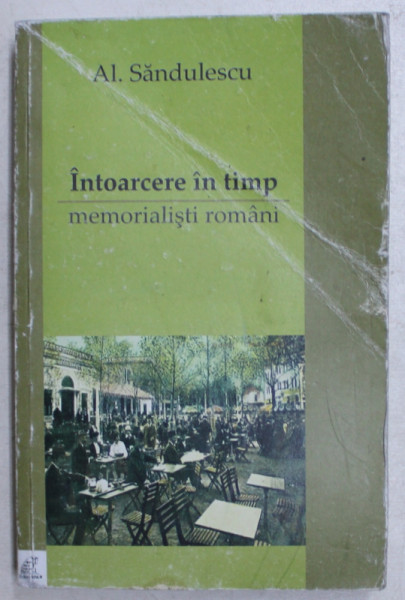 Al. Săndulescu
Întoarcere în timp
memorialiști români